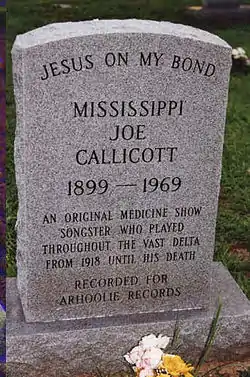 JESUS ON MY BOND
MISSISSIPPI
JOE
CALLICOTT
1899 — 1969
AN ORIGINAL MEDICINE SHOW
SONGSTER WHO PLAYED
THROUGHOUT THE VAST DELTA
FROM 1918 UNTIL HIS DEATH
RECORDED FOR
ARHOOLIE RECORDS